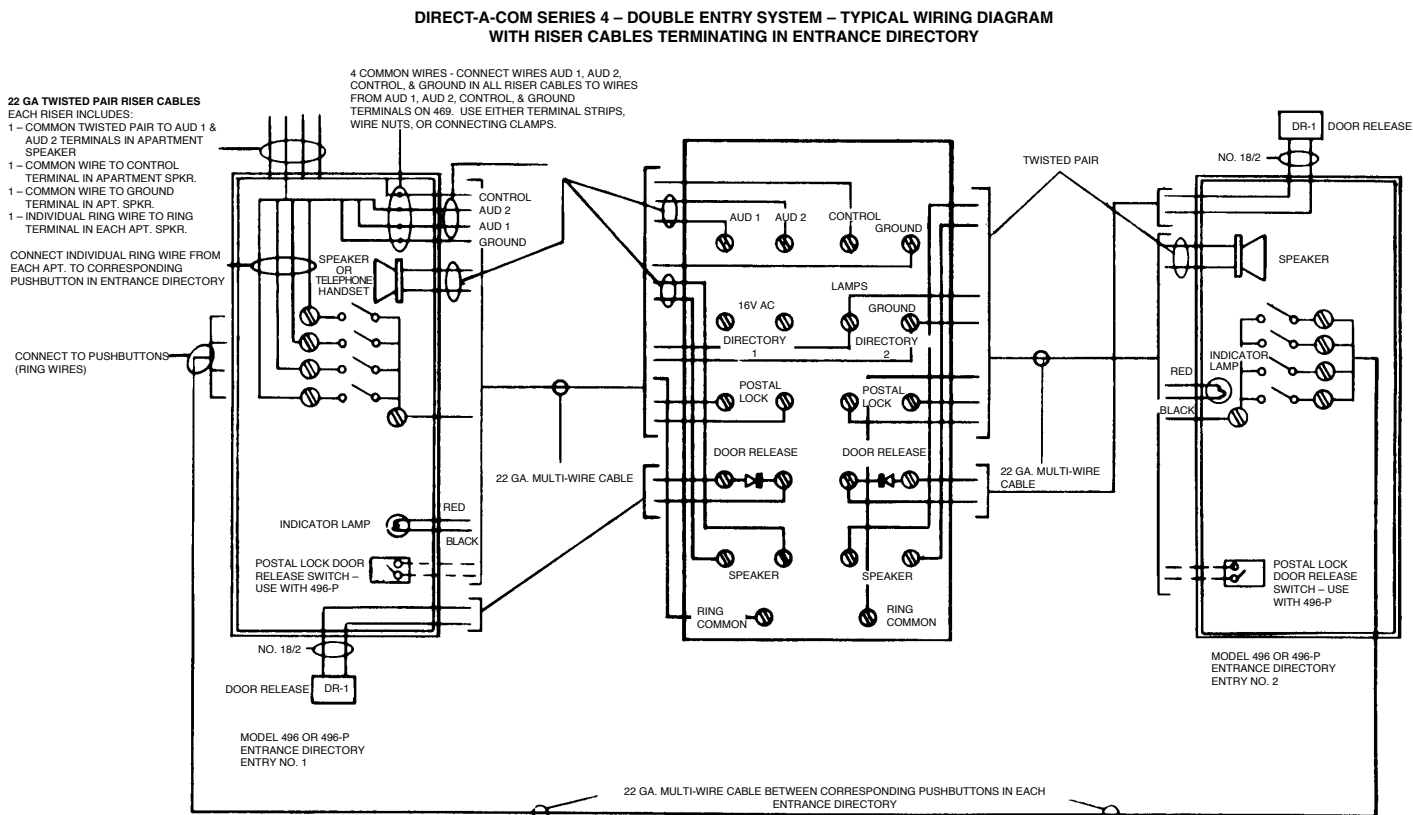 DIRECT-A-COM SERIES 4 – DOUBLE ENTRY SYSTEM – TYPICAL WIRING DIAGRAM
WITH RISER CABLES TERMINATING IN ENTRANCE DIRECTORY
22 GA TWISTED PAIR RISER CABLES
EACH RISER INCLUDES:
1 – COMMON TWISTED PAIR TO AUD 1 &
AUD 2 TERMINALS IN APARTMENT
SPEAKER
1 – COMMON WIRE TO CONTROL
TERMINAL IN APARTMENT SPKR.
1 – COMMON WIRE TO GROUND
TERMINAL IN APT. SPKR.
1 – INDIVIDUAL RING WIRE TO RING
TERMINAL IN EACH APT. SPKR.
CONNECT INDIVIDUAL RING WIRE FROM
EACH APT. TO CORRESPONDING
PUSHBUTTON IN ENTRANCE DIRECTORY
CONNECT TO PUSHBUTTONS
(RING WIRES)
4 COMMON WIRES - CONNECT WIRES AUD 1, AUD 2,
CONTROL, & GROUND IN ALL RISER CABLES TO WIRES
FROM AUD 1, AUD 2, CONTROL, & GROUND
TERMINALS ON 469. USE EITHER TERMINAL STRIPS,
WIRE NUTS, OR CONNECTING CLAMPS.
CONTROL
AUD 2
AUD 1
GROUND
SPEAKER
OR
TELEPHONE
HANDSET
INDICATOR LAMP
RED
BLACK
POSTAL LOCK DOOR
RELEASE SWITCH –
USE WITH 496-P
NO. 18/2
DOOR RELEASE
DR-1
MODEL 496 OR 496-P
ENTRANCE DIRECTORY
ENTRY NO. 1
22 GA. MULTI-WIRE CABLE
AUD 1
AUD 2
CONTROL
GROUND
LAMPS
16V AC
GROUND
DIRECTORY
1
DIRECTORY
2
POSTAL
LOCK
POSTAL
LOCK
DOOR RELEASE
DOOR RELEASE
SPEAKER
SPEAKER
RING
COMMON
RING
COMMON
TWISTED PAIR
22 GA. MULTI-WIRE
CABLE
DR-1
DOOR RELEASE
NO. 18/2
SPEAKER
INDICATOR
LAMP
RED
BLACK
POSTAL LOCK
DOOR RELEASE
SWITCH – USE
WITH 496-P
MODEL 496 OR 496-P
ENTRANCE DIRECTORY
ENTRY NO. 2
22 GA. MULTI-WIRE CABLE BETWEEN CORRESPONDING PUSHBUTTONS IN EACH
ENTRANCE DIRECTORY